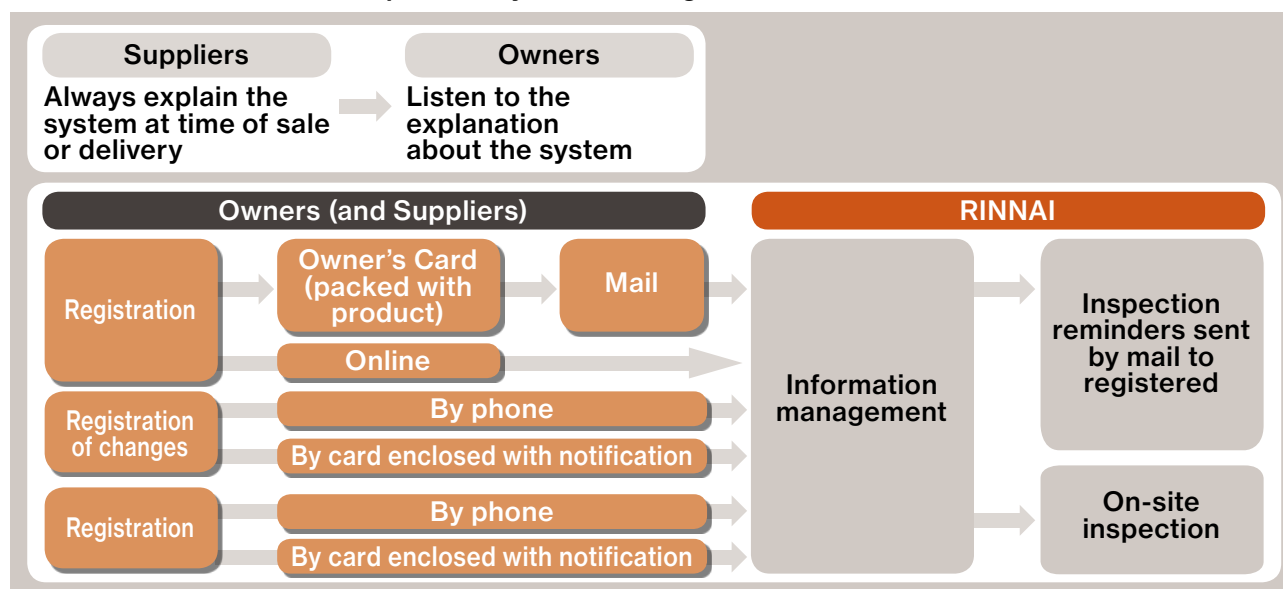 Suppliers
Always explain the
system at time of sale
or delivery
Owners
Listen to the
explanation
about the system
Owners (and Suppliers)
RINNAI
Registration
Owner's Card
(packed with
product)
Mail
Online
Registration
of changes
By phone
By card enclosed with notification
Registration
By phone
By card enclosed with notification
Information
management
Inspection
reminders sent
by mail to
registered
On-site
inspection